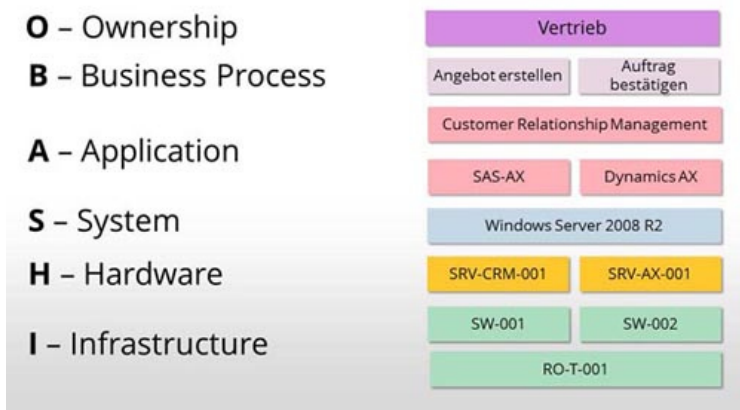 O – Ownership
Vertrieb
B – Business Process
Angebot erstellen
Auftrag
bestätigen
A – Application
Customer Relationship Management
SAS-AX
Dynamics AX
S – System
Windows Server 2008 R2
H – Hardware
SRV-CRM-001
SRV-AX-001
I – Infrastructure
SW-001
SW-002
RO-T-001